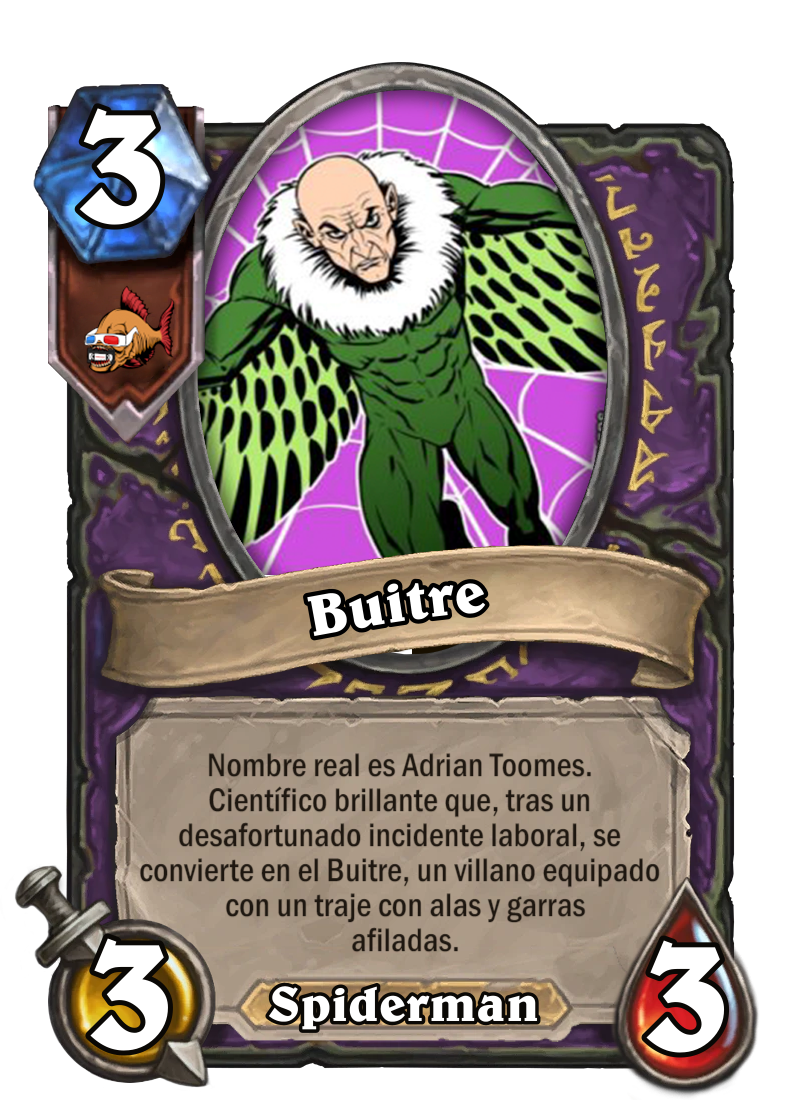 3
Buitre
Nombre real es Adrian Toomes.
Científico brillante que, tras un
desafortunado incidente laboral, se
convierte en el Buitre, un villano equipado
con un traje con alas y garras
afiladas.
3
Spiderman
3